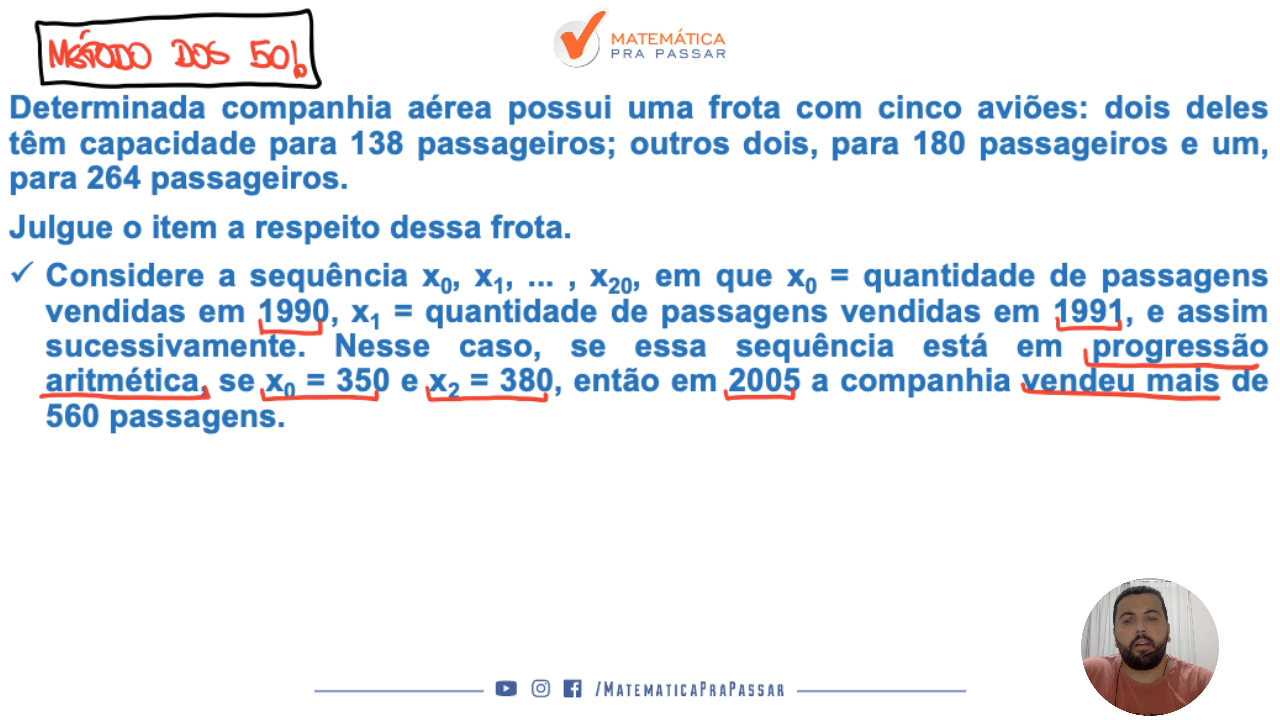 MÉTODO DOS 50!
MATEMÁTICA
PRA PASSAR
Determinada companhia aérea possui uma frota com cinco aviões: dois deles
têm capacidade para 138 passageiros; outros dois, para 180 passageiros e um,
para 264 passageiros.
Julgue o item a respeito dessa frota.
✓ Considere a sequência x₀, x₁, ... , x₂₀, em que x₀ = quantidade de passagens
vendidas em 1990, x₁ = quantidade de passagens vendidas em 1991, e assim
sucessivamente. Nesse caso, se essa sequência está em progressão
aritmética, se x₀ = 350 e x₂ = 380, então em 2005 a companhia vendeu mais de
560 passagens.
/MATEMATICAPRAPASSAR